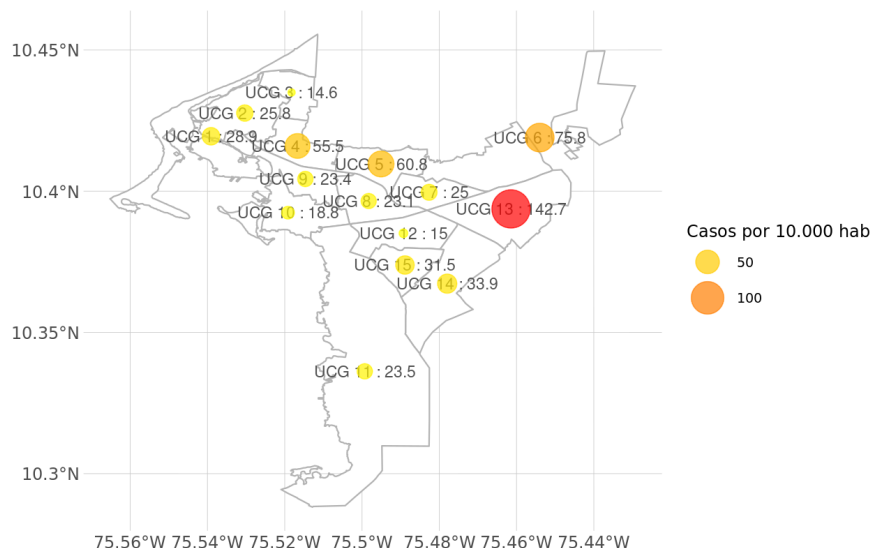 10.45°N
UCG 3 : 14.6
UCG 2 : 25.8
UCG 1 : 28.9
UCG 4 : 55.5
UCG 6 : 75.8
UCG 5 : 60.8
UCG 9 : 23.4
10.4°N
UCG 7 : 25
UCG 8 : 23.1
UCG 10 : 18.8
UCG 13 : 142.7
UCG 12 : 15
Casos por 10.000 hab
UCG 15 : 31.5
50
UCG 14 : 33.9
100
10.35°N
UCG 11 : 23.5
10.3°N
75.56°W 75.54°W 75.52°W 75.5°W 75.48°W 75.46°W 75.44°W